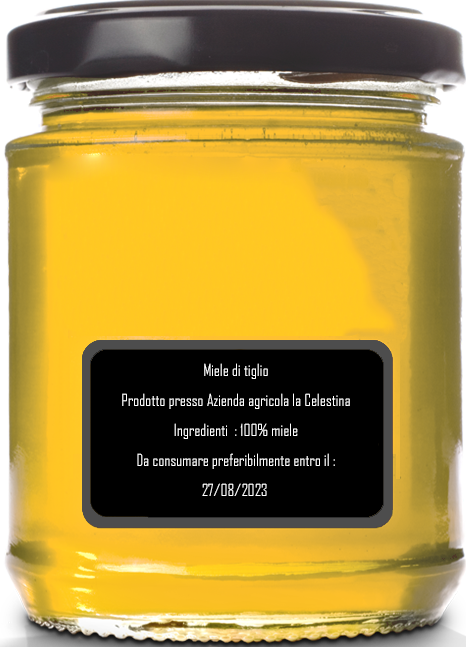 Miele di tiglio
Prodotto presso Azienda agricola la Celestina
Ingredienti : 100% miele
Da consumare preferibilmente entro il :
27/08/2023